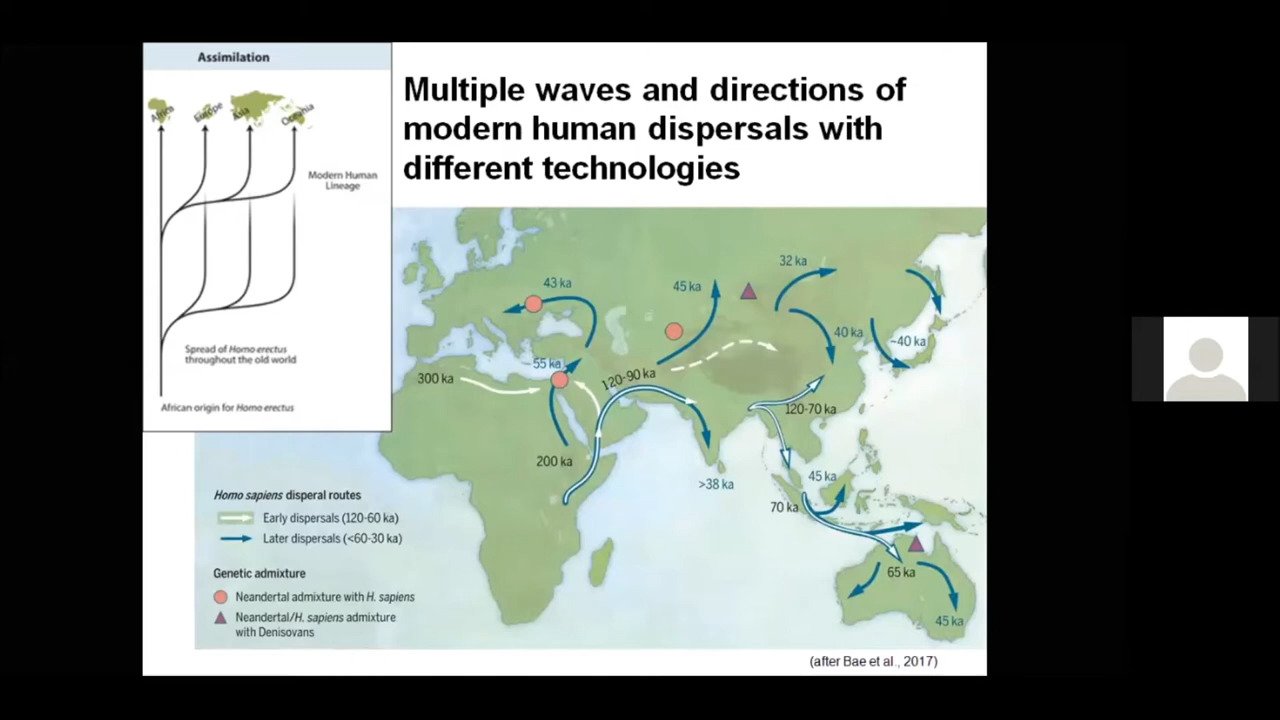 Assimilation
Africa
Europe
Asia
Oceania
Modern Human
Lineage
Spread of Homo erectus
throughout the old world
African origin for Homo erectus
Multiple waves and directions of
modern human dispersals with
different technologies
32 ka
43 ka
45 ka
40 ka
~40 ka
55 ka
300 ka
120-90 ka
120-70 ka
200 ka
>38 ka
45 ka
70 ka
65 ka
45 ka
Homo sapiens disperal routes
Early dispersals (120-60 ka)
Later dispersals (<60-30 ka)
Genetic admixture
Neandertal admixture with H. sapiens
Neandertal/H. sapiens admixture
with Denisovans
(after Bae et al., 2017)